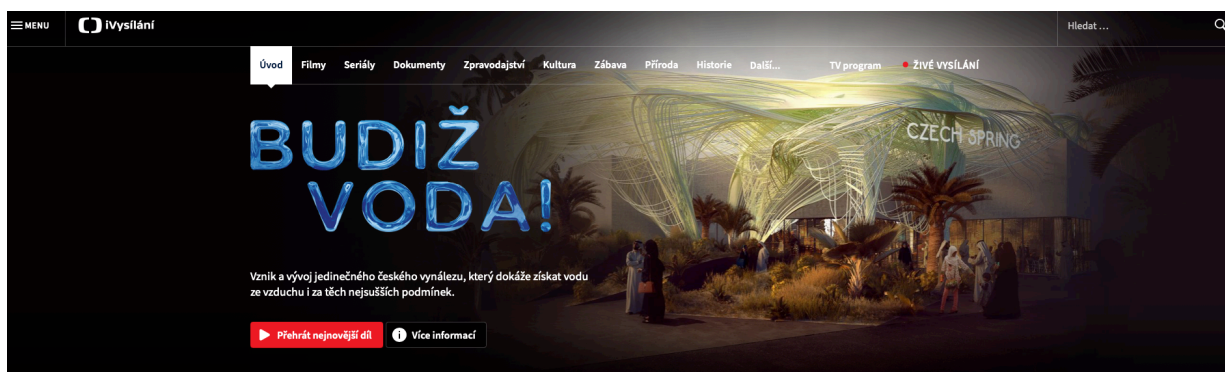 MENU
iVysílání
Hledat ...
Úvod Filmy Seriály Dokumenty Zpravodajství Kultura Zábava Příroda Historie Další... TV program ŽIVÉ VYSÍLÁNÍ
BUDIŽ
VODA!
CZECH SPRING
Vznik a vývoj jedinečného českého vynálezu, který dokáže získat vodu
ze vzduchu i za těch nejsušších podmínek.
Přehrát nejnovější díl
Více informací